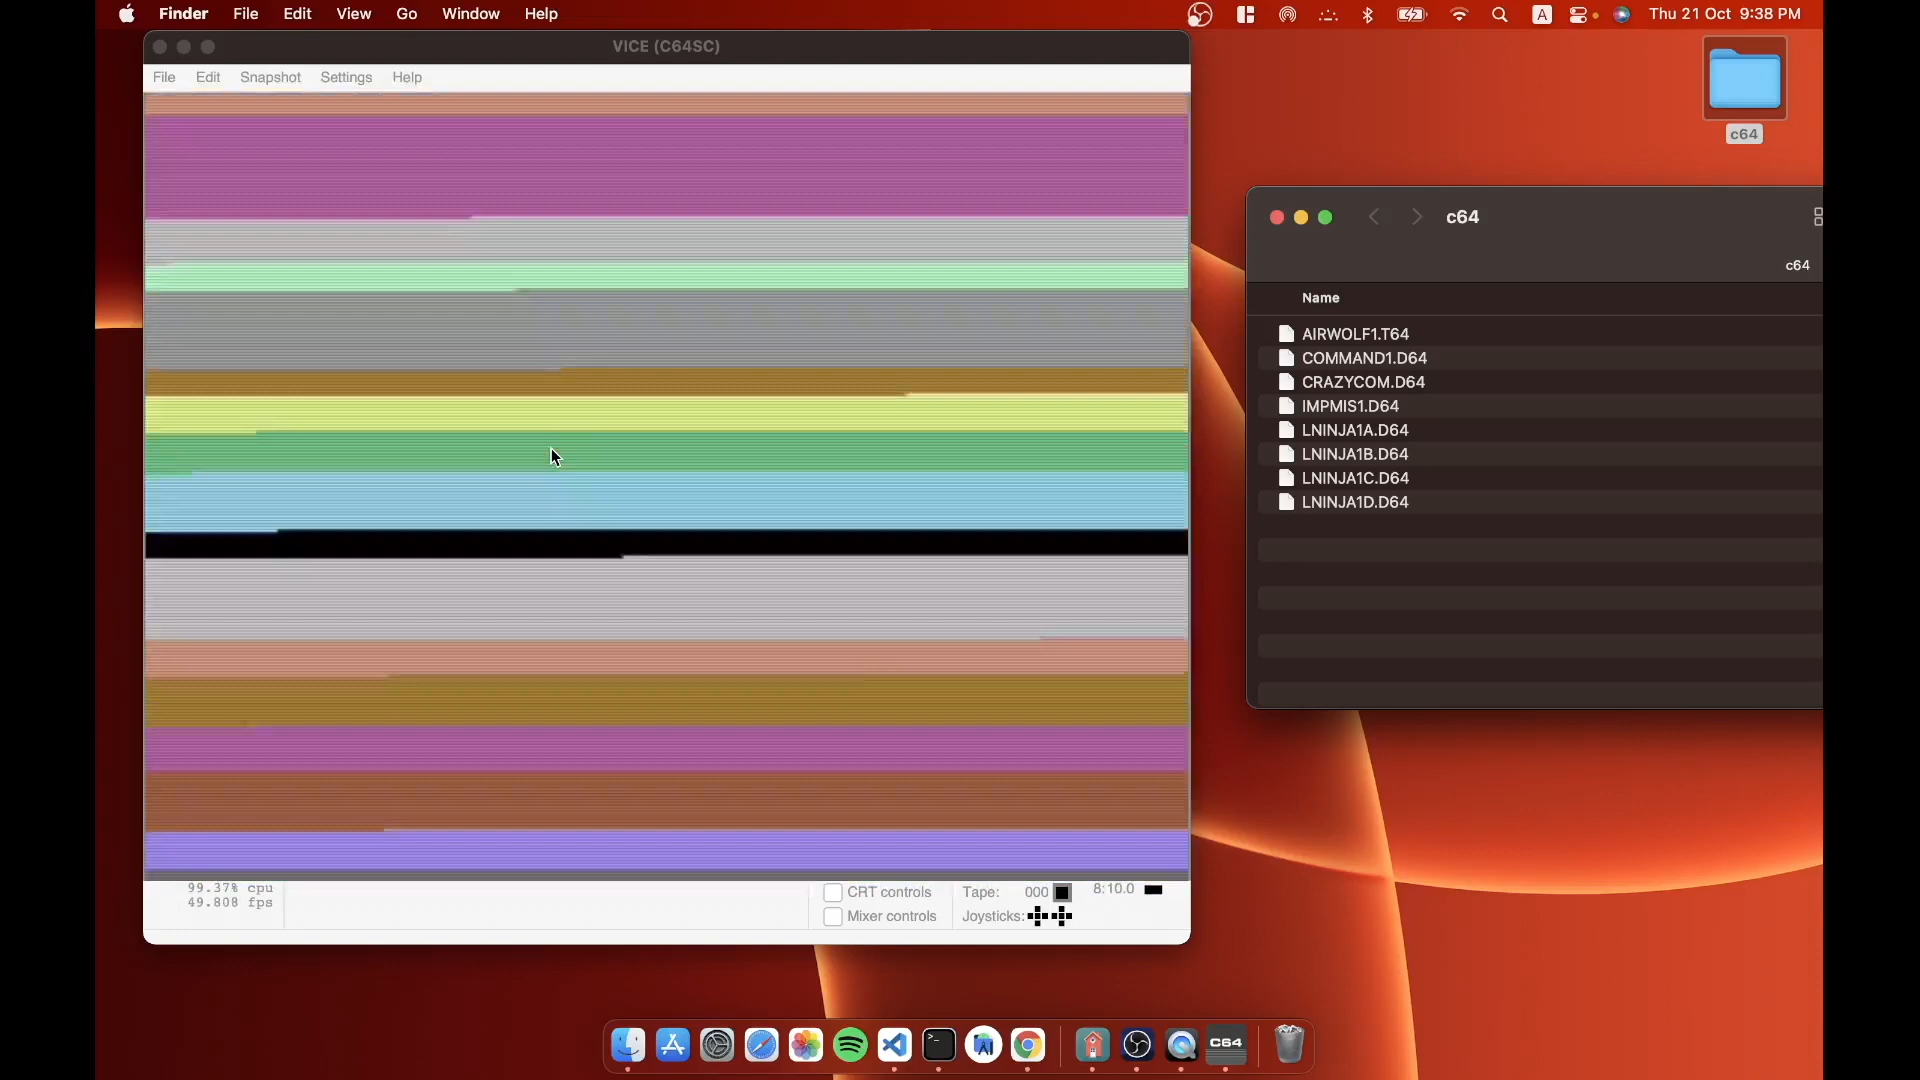 Finder File Edit View Go Window Help
A
Thu 21 Oct 9:38 PM
VICE (C64SC)
File Edit Snapshot Settings Help
c64
c64
c64
Name
AIRWOLF1.T64
COMMAND1.D64
CRAZYCOM.D64
IMPMIS1.D64
LNINJA1A.D64
LNINJA1B.D64
LNINJA1C.D64
LNINJA1D.D64
99.37% cpu
49.808 fps
CRT controls
Mixer controls
Tape: 000
Joysticks:
8:10.0
C64